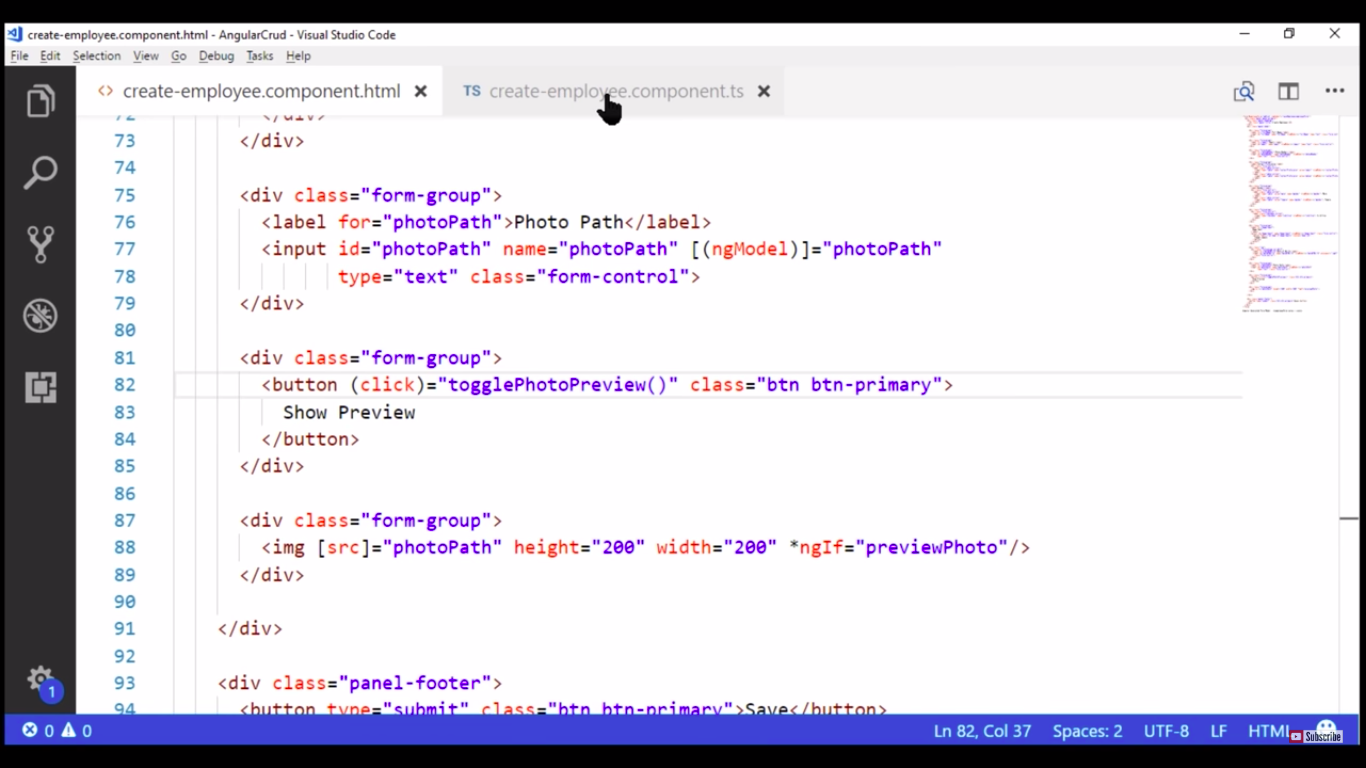 create-employee.component.html - AngularCrud - Visual Studio Code
File Edit Selection View Go Debug Tasks Help
<> create-employee.component.html × TS create-employee.component.ts ×
72 </div>
73 </div>
74
75 <div class="form-group">
76 <label for="photoPath">Photo Path</label>
77 <input id="photoPath" name="photoPath" [(ngModel)]="photoPath"
78 type="text" class="form-control">
79 </div>
80
81 <div class="form-group">
82 <button (click)="togglePhotoPreview()" class="btn btn-primary">
83 Show Preview
84 </button>
85 </div>
86
87 <div class="form-group">
88 <img [src]="photoPath" height="200" width="200" *ngIf="previewPhoto"/>
89 </div>
90
91 </div>
92
93 <div class="panel-footer">
94 <button type="submit" class="btn btn-primary">Save</button>
1
0 0 Ln 82, Col 37 Spaces: 2 UTF-8 LF HTML
Subscribe